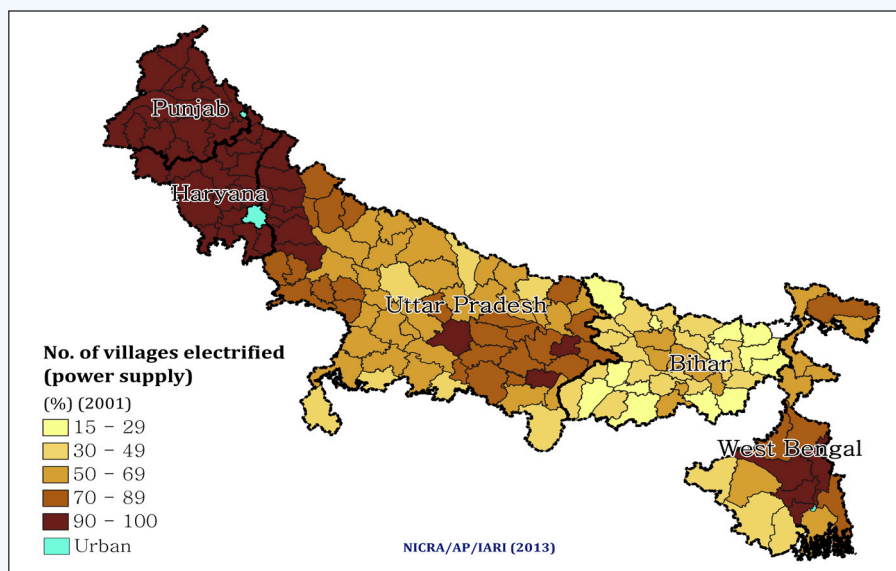 Punjab
Haryana
Uttar Pradesh
Bihar
West Bengal
No. of villages electrified
(power supply)
(%) (2001)
15 - 29
30 - 49
50 - 69
70 - 89
90 - 100
Urban
NICRA/AP/IARI (2013)